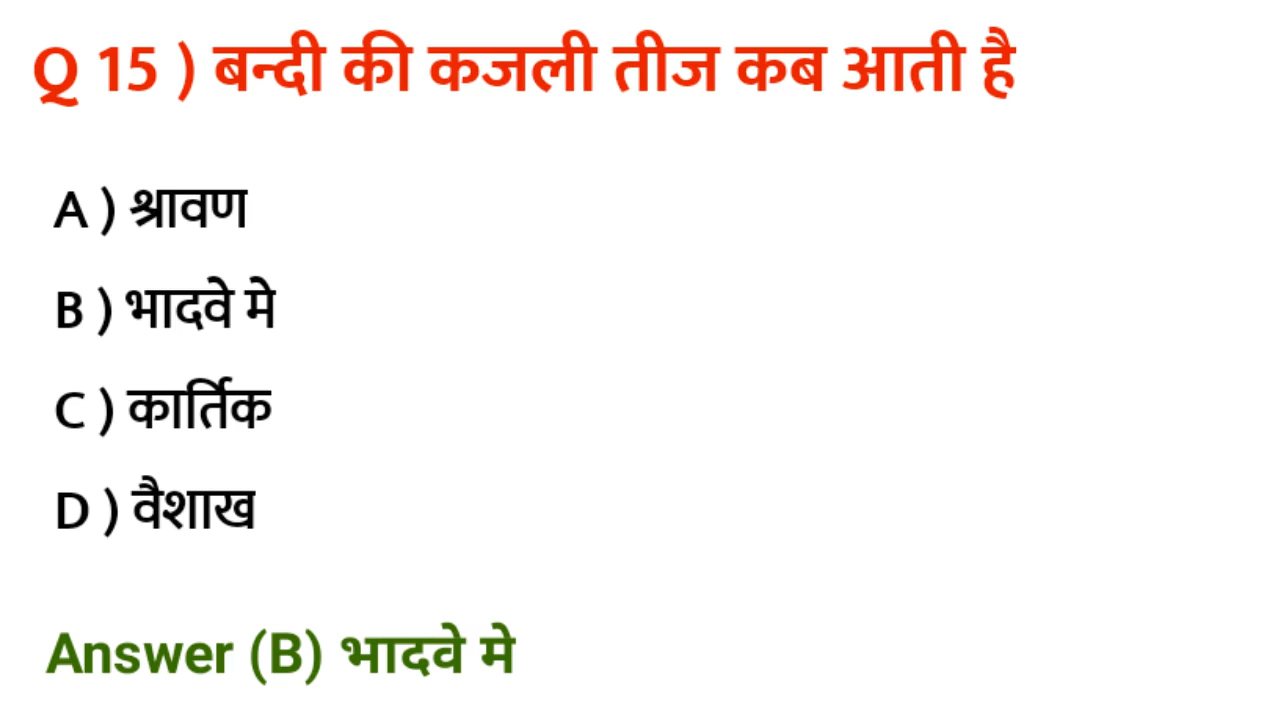 Q 15 ) बन्दी की कजली तीज कब आती है
A ) श्रावण
B ) भादवे मे
C ) कार्तिक
D ) वैशाख
Answer (B) भादवे मे